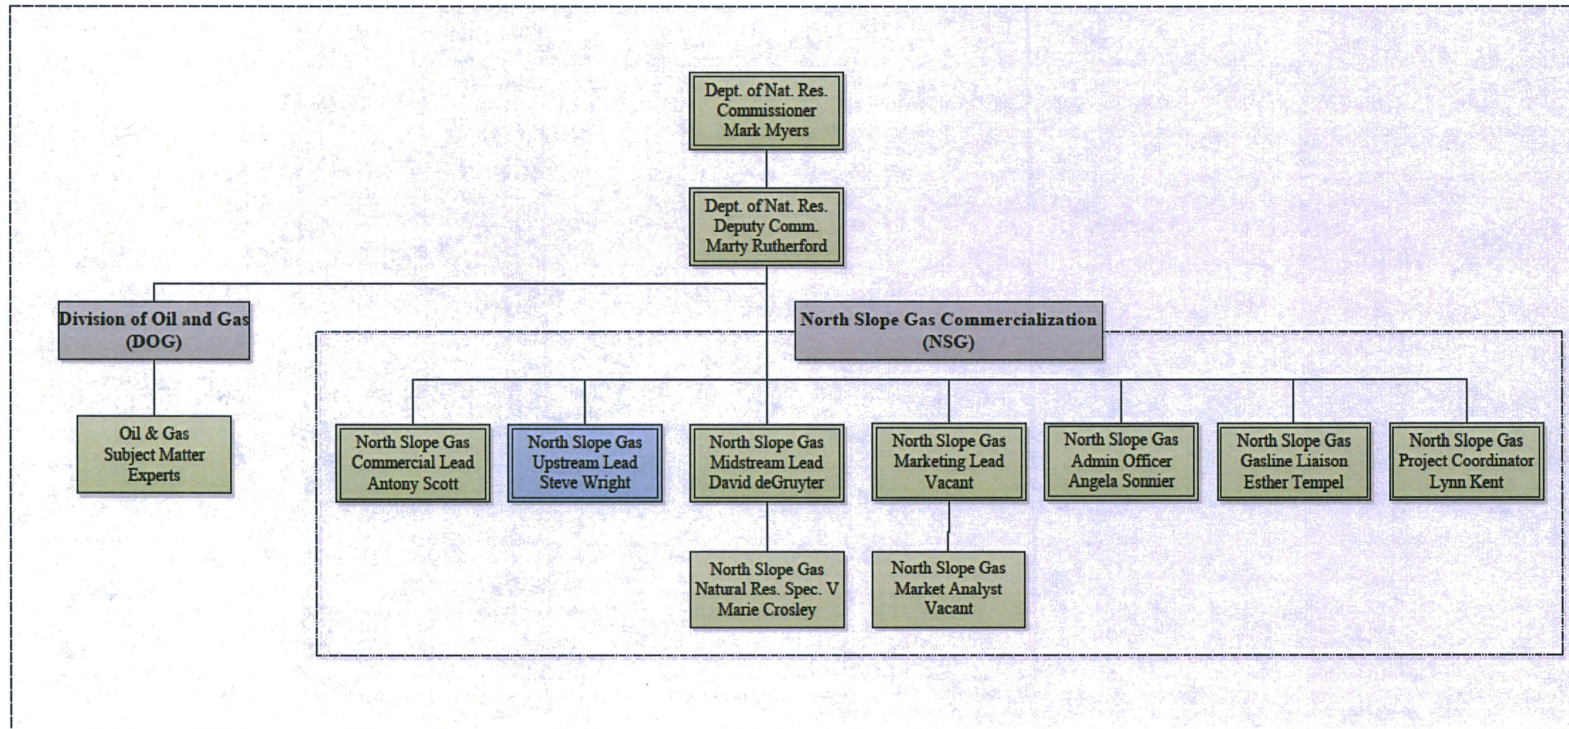 Dept. of Nat. Res.
Commissioner
Mark Myers
Dept. of Nat. Res.
Deputy Comm.
Marty Rutherford
Division of Oil and Gas
(DOG)
North Slope Gas Commercialization
(NSG)
Oil & Gas
Subject Matter
Experts
North Slope Gas
Commercial Lead
Antony Scott
North Slope Gas
Upstream Lead
Steve Wright
North Slope Gas
Midstream Lead
David deGruyter
North Slope Gas
Marketing Lead
Vacant
North Slope Gas
Admin Officer
Angela Sonnier
North Slope Gas
Gasline Liaison
Esther Tempel
North Slope Gas
Project Coordinator
Lynn Kent
North Slope Gas
Natural Res. Spec. V
Marie Crosley
North Slope Gas
Market Analyst
Vacant